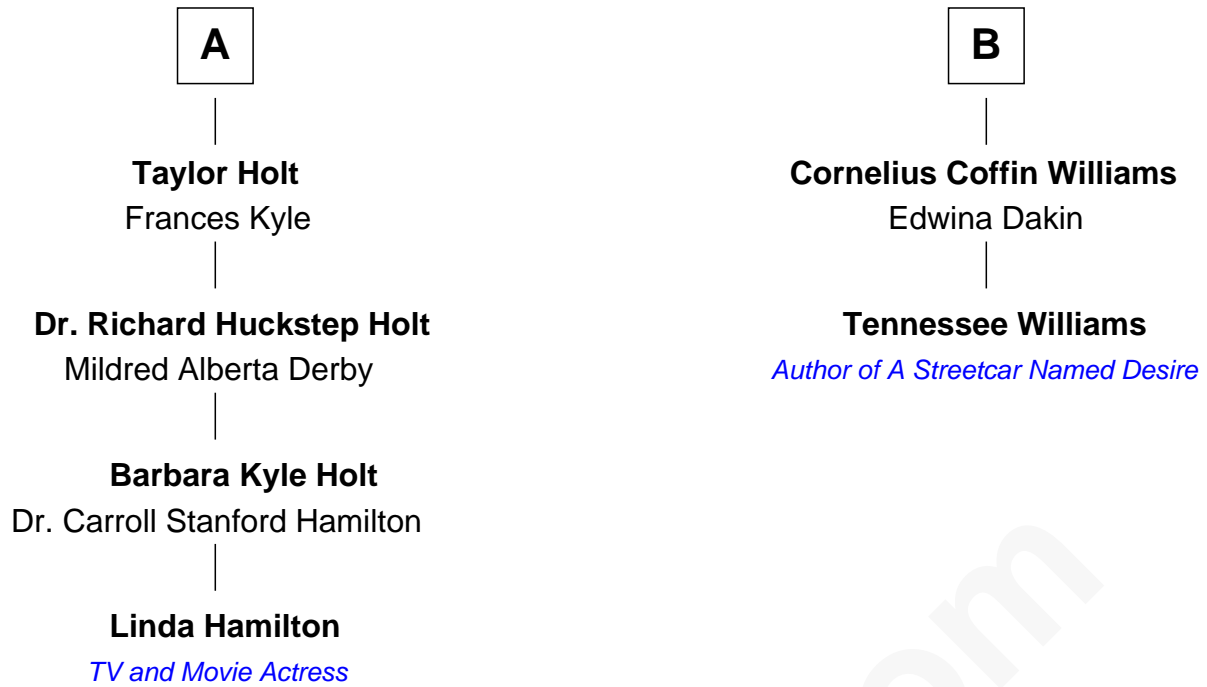 A
Taylor Holt
Frances Kyle
Dr. Richard Huckstep Holt
Mildred Alberta Derby
Barbara Kyle Holt
Dr. Carroll Stanford Hamilton
Linda Hamilton
TV and Movie Actress
B
Cornelius Coffin Williams
Edwina Dakin
Tennessee Williams
Author of A Streetcar Named Desire
om